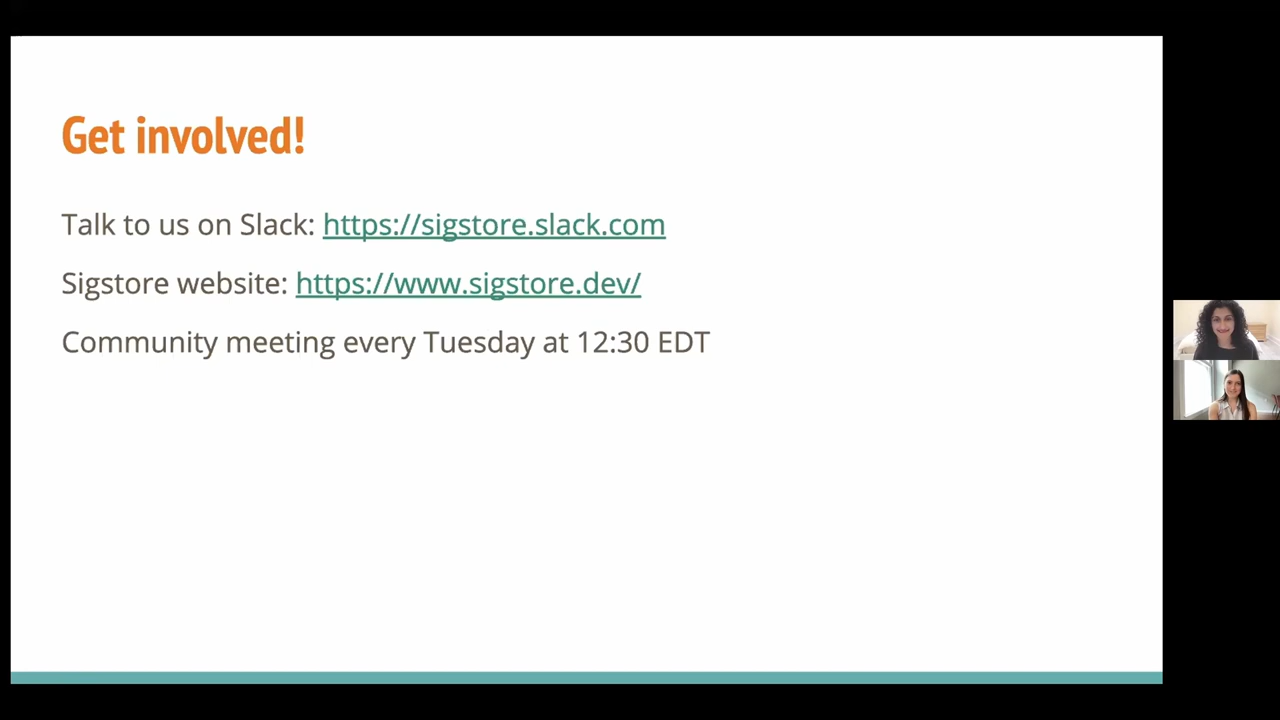 Get involved!
Talk to us on Slack: https://sigstore.slack.com
Sigstore website: https://www.sigstore.dev/
Community meeting every Tuesday at 12:30 EDT